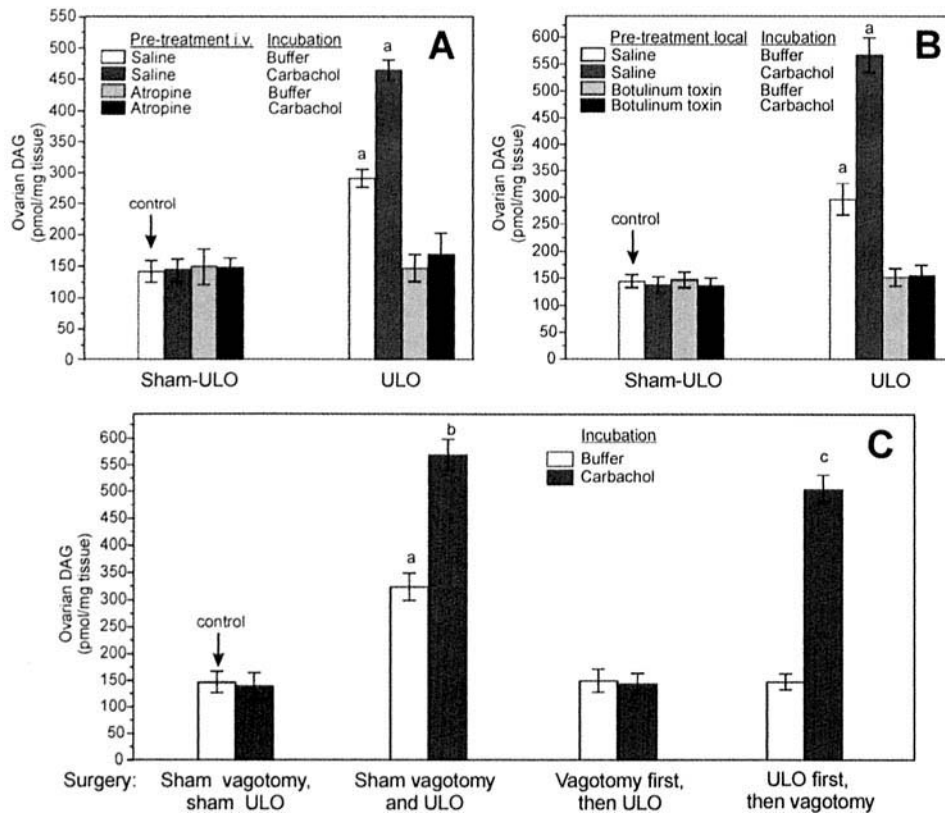 A
Pre-treatment i.v. Incubation
Saline Buffer
Saline Carbachol
Atropine Buffer
Atropine Carbachol
Ovarian DAG
(pmol/mg tissue)
550
500
450
400
350
300
250
200
150
100
50
0
control
a
a
Sham-ULO ULO
B
Pre-treatment local Incubation
Saline Buffer
Saline Carbachol
Botulinum toxin Buffer
Botulinum toxin Carbachol
Ovarian DAG
(pmol/mg tissue)
600
550
500
450
400
350
300
250
200
150
100
50
0
control
a
a
Sham-ULO ULO
C
Incubation
Buffer
Carbachol
Ovarian DAG
(pmol/mg tissue)
600
550
500
450
400
350
300
250
200
150
100
50
0
control
a
b
c
Surgery: Sham vagotomy, Sham vagotomy Vagotomy first, ULO first,
sham ULO and ULO then ULO then vagotomy